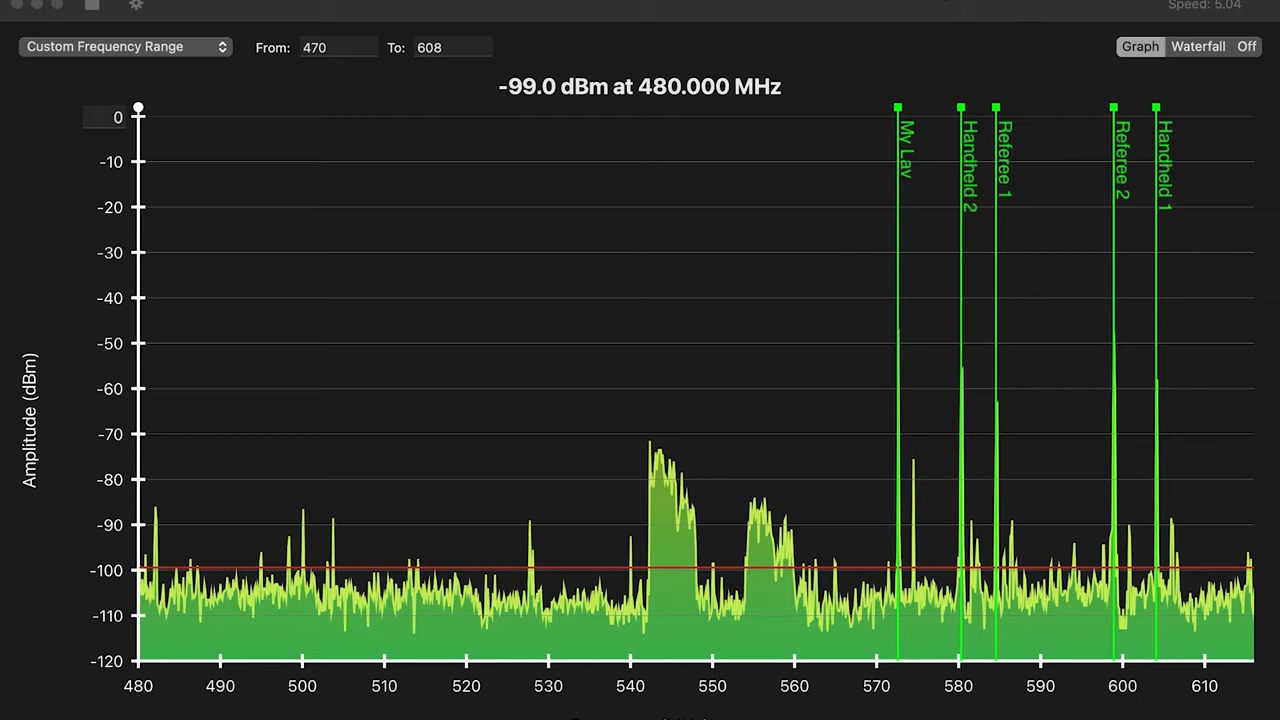 Speed: 5.04
Custom Frequency Range From: 470 To: 608 Graph Waterfall Off
-99.0 dBm at 480.000 MHz
0
-10
-20
-30
-40
-50
-60
-70
-80
-90
-100
-110
-120
Amplitude (dBm)
My Lav
Handheld 2
Referee 1
Referee 2
Handheld 1
480 490 500 510 520 530 540 550 560 570 580 590 600 610